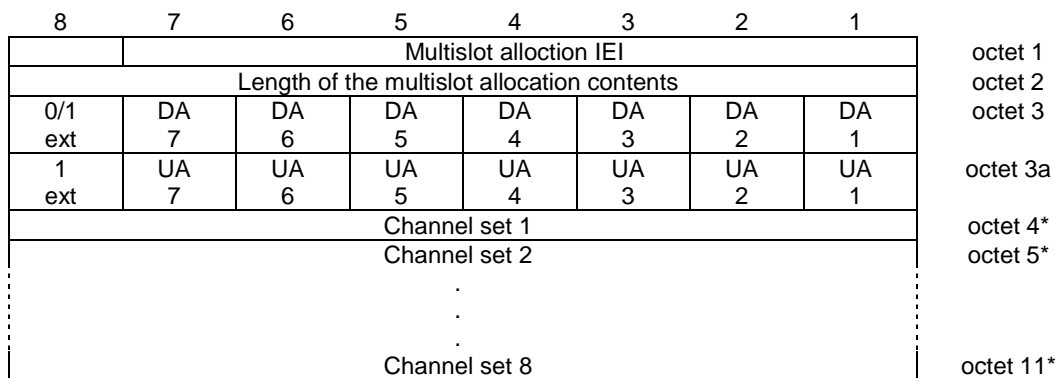 8 7 6 5 4 3 2 1
Multislot alloction IEI octet 1
Length of the multislot allocation contents octet 2
0/1 DA DA DA DA DA DA DA octet 3
ext 7 6 5 4 3 2 1
1 UA UA UA UA UA UA UA octet 3a
ext 7 6 5 4 3 2 1
Channel set 1 octet 4*
Channel set 2 octet 5*
.
.
.
Channel set 8 octet 11*